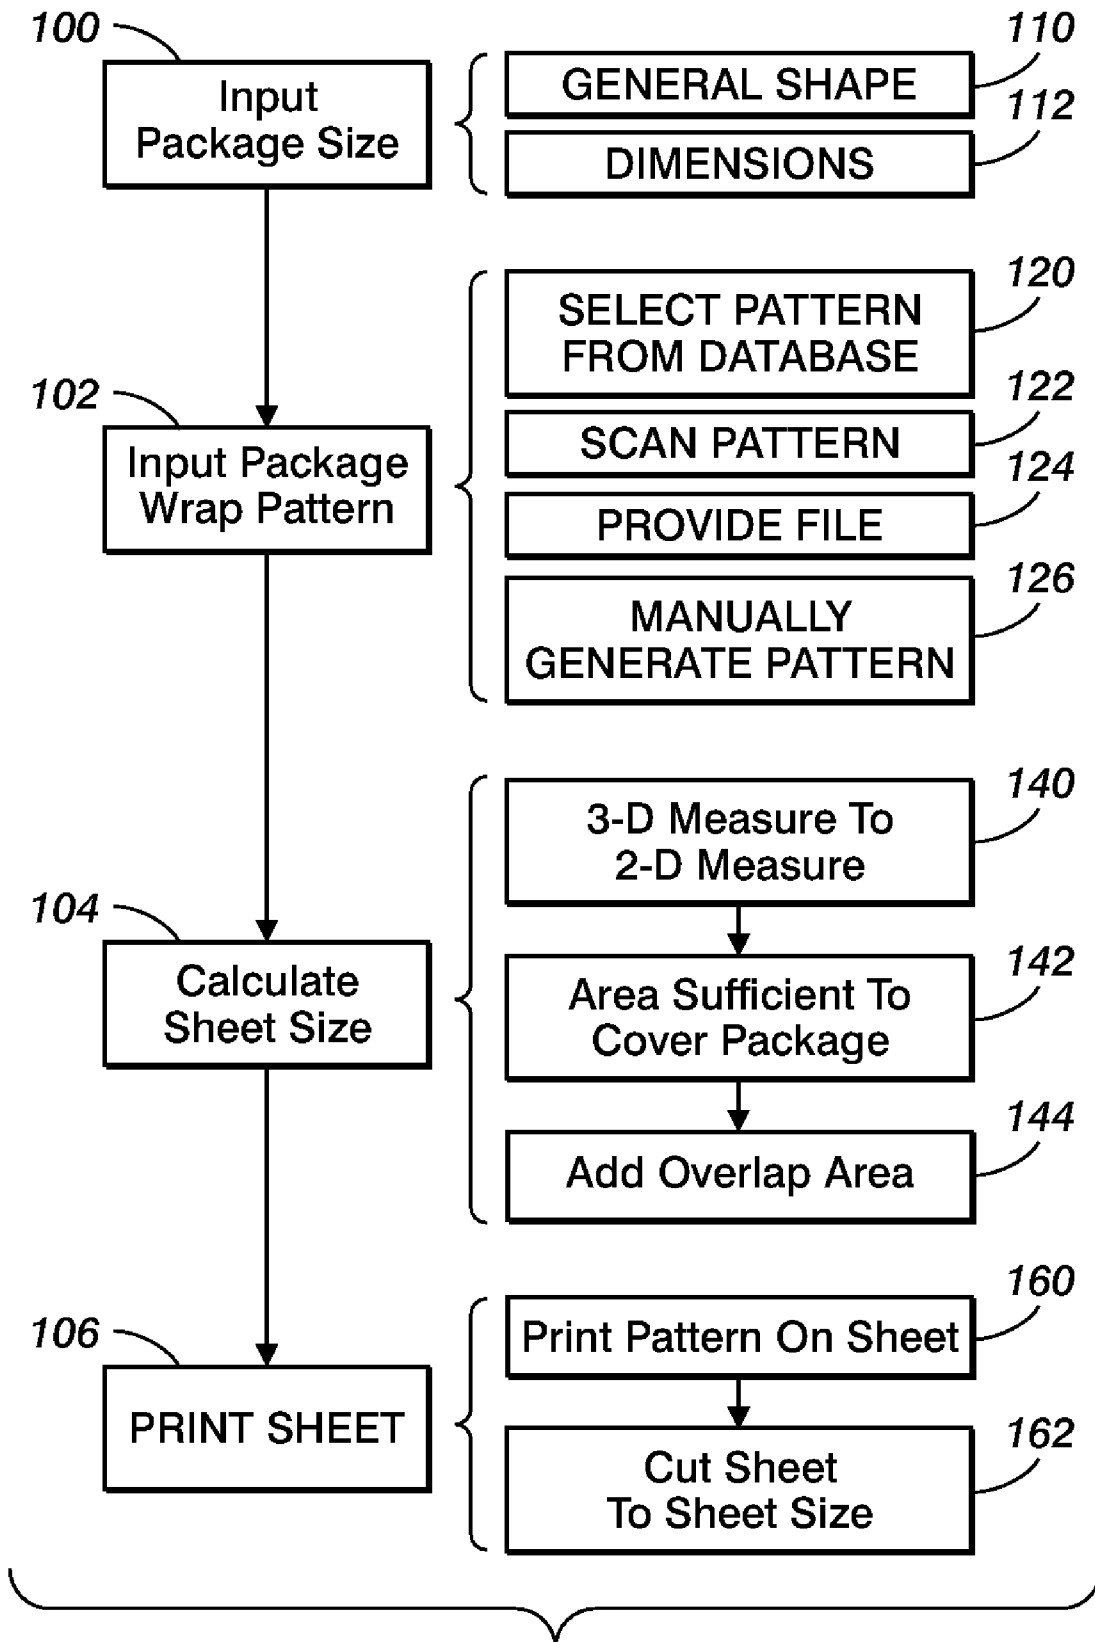 100
Input
Package Size
110
GENERAL SHAPE
112
DIMENSIONS
102
Input Package
Wrap Pattern
120
SELECT PATTERN
FROM DATABASE
122
SCAN PATTERN
124
PROVIDE FILE
126
MANUALLY
GENERATE PATTERN
104
Calculate
Sheet Size
140
3-D Measure To
2-D Measure
142
Area Sufficient To
Cover Package
144
Add Overlap Area
106
PRINT SHEET
160
Print Pattern On Sheet
162
Cut Sheet
To Sheet Size